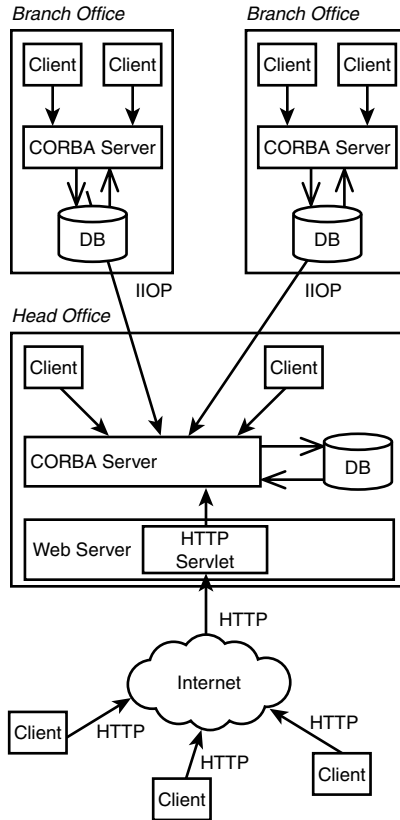 Branch Office
Branch Office
Client
Client
Client
Client
CORBA Server
CORBA Server
DB
DB
IIOP
IIOP
Head Office
Client
Client
CORBA Server
DB
Web Server
HTTP
Servlet
HTTP
Internet
Client
HTTP
HTTP
HTTP
Client
Client